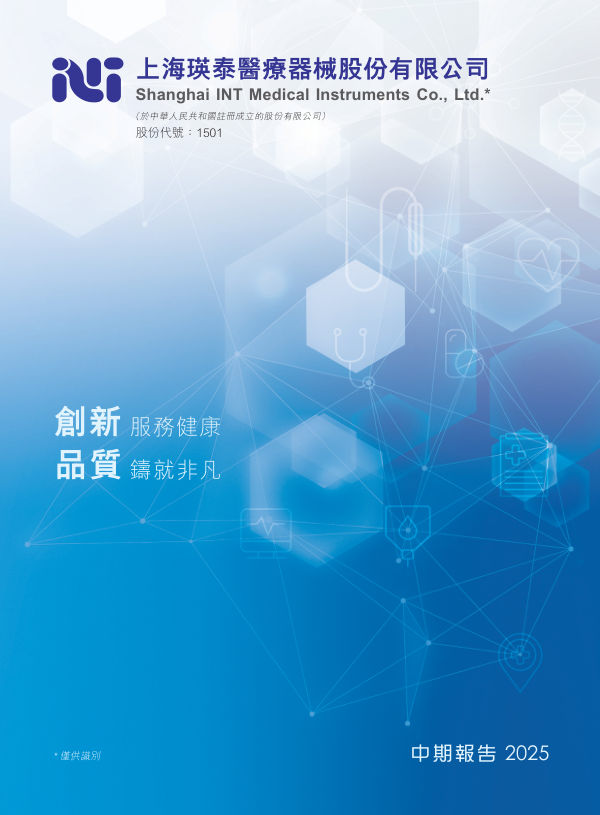 上海瑛泰醫療器械股份有限公司
Shanghai INT Medical Instruments Co., Ltd.*
(於中華人民共和國註冊成立的股份有限公司)
股份代號：1501
創新 服務健康
品質 鑄就非凡
* 僅供識別
中期報告 2025